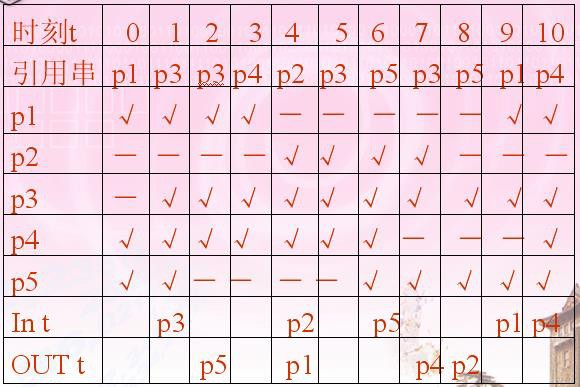 时刻t 0 1 2 3 4 5 6 7 8 9 10
引用串 p1 p3 p3 p4 p2 p3 p5 p3 p5 p1 p4
p1 √ √ √ √ — — — — — √ √
p2 — — — — √ √ √ √ — — —
p3 — √ √ √ √ √ √ √ √ √ √
p4 √ √ √ √ √ √ √ — — — √
p5 √ √ — — — — √ √ √ √ √
In t p3 p2 p5 p1 p4
OUT t p5 p1 p4 p2